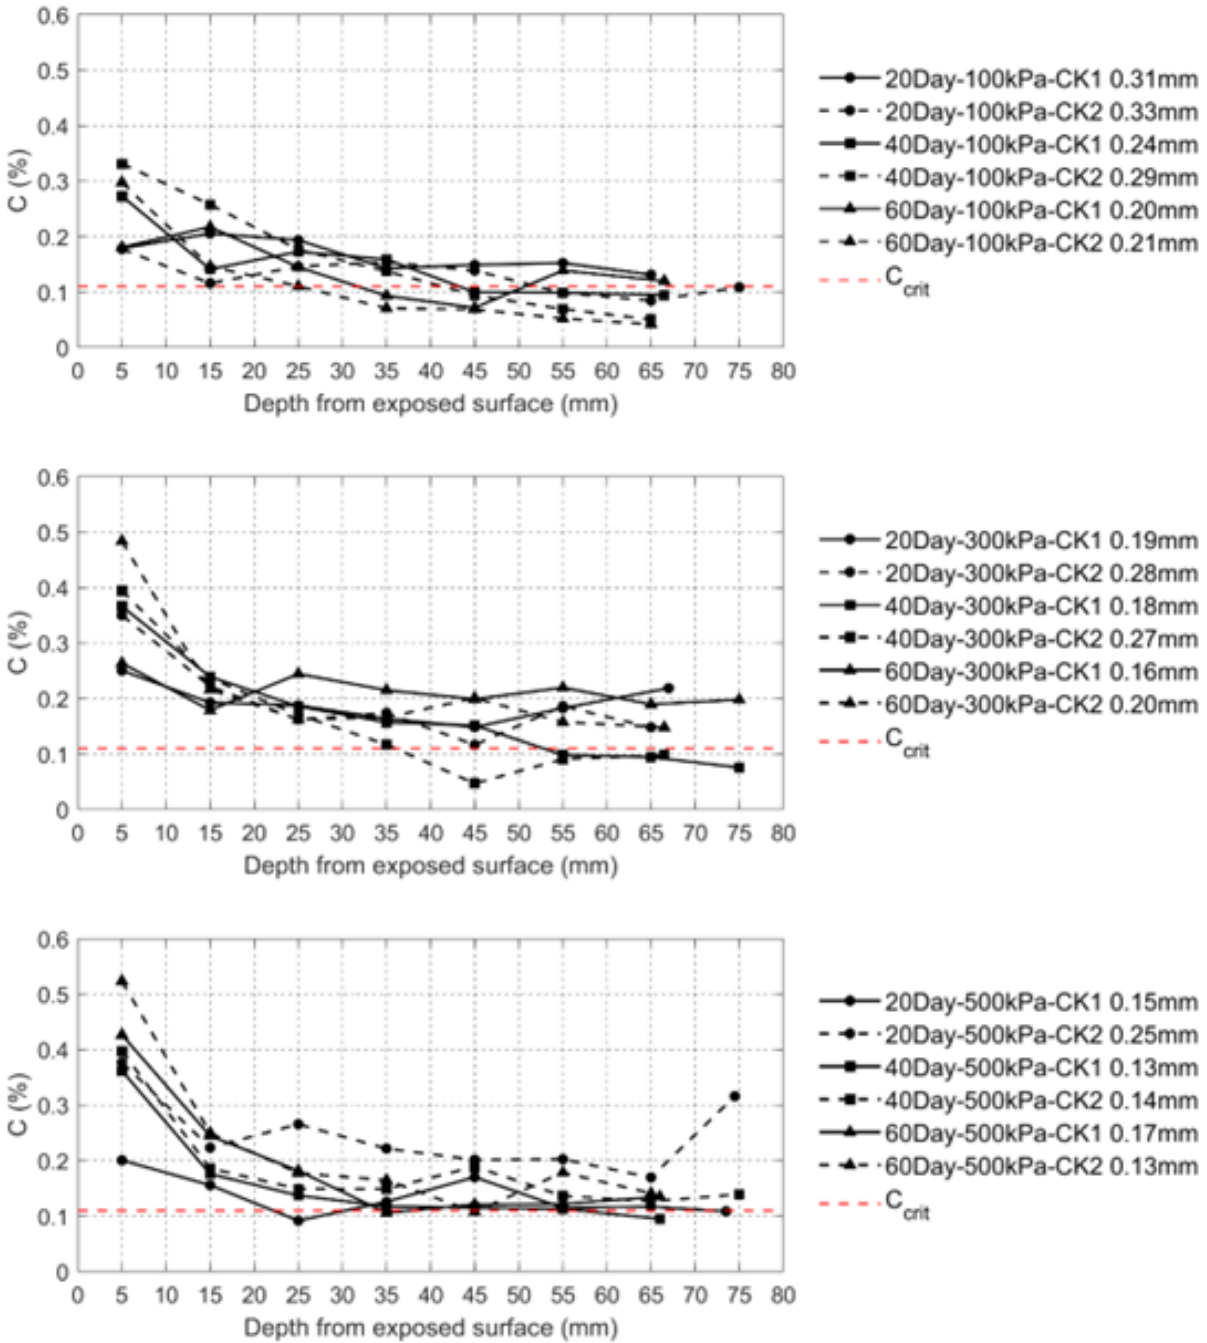 0.6
0.5
0.4
0.3
0.2
0.1
0
C (%)
0 5 10 15 20 25 30 35 40 45 50 55 60 65 70 75 80
Depth from exposed surface (mm)
20Day-100kPa-CK1 0.31mm
20Day-100kPa-CK2 0.33mm
40Day-100kPa-CK1 0.24mm
40Day-100kPa-CK2 0.29mm
60Day-100kPa-CK1 0.20mm
60Day-100kPa-CK2 0.21mm
Ccrit
0.6
0.5
0.4
0.3
0.2
0.1
0
C (%)
0 5 10 15 20 25 30 35 40 45 50 55 60 65 70 75 80
Depth from exposed surface (mm)
20Day-300kPa-CK1 0.19mm
20Day-300kPa-CK2 0.28mm
40Day-300kPa-CK1 0.18mm
40Day-300kPa-CK2 0.27mm
60Day-300kPa-CK1 0.16mm
60Day-300kPa-CK2 0.20mm
Ccrit
0.6
0.5
0.4
0.3
0.2
0.1
0
C (%)
0 5 10 15 20 25 30 35 40 45 50 55 60 65 70 75 80
Depth from exposed surface (mm)
20Day-500kPa-CK1 0.15mm
20Day-500kPa-CK2 0.25mm
40Day-500kPa-CK1 0.13mm
40Day-500kPa-CK2 0.14mm
60Day-500kPa-CK1 0.17mm
60Day-500kPa-CK2 0.13mm
Ccrit